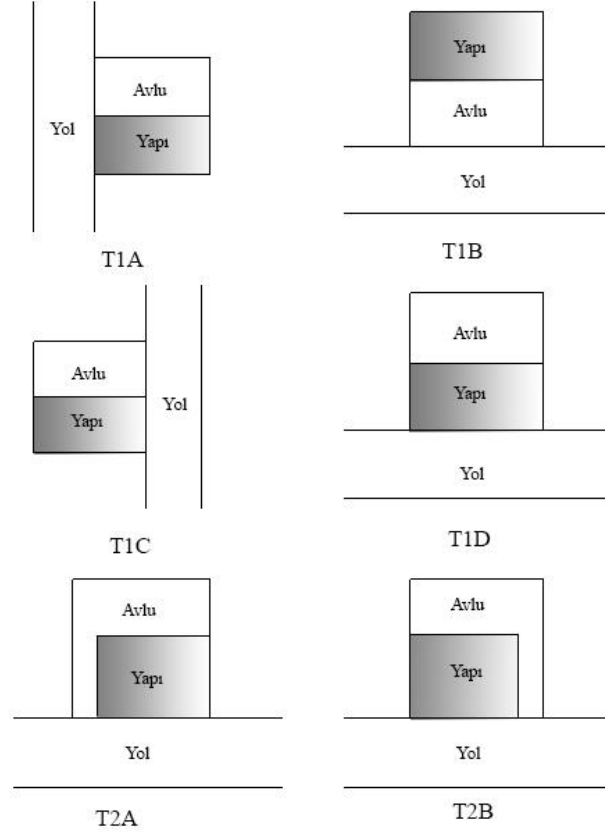 Avlu
Yol
Yapı
T1A
Yapı
Avlu
Yol
T1B
Avlu
Yapı
Yol
T1C
Avlu
Yapı
Yol
T1D
Avlu
Yapı
Yol
T2A
Avlu
Yapı
Yol
T2B